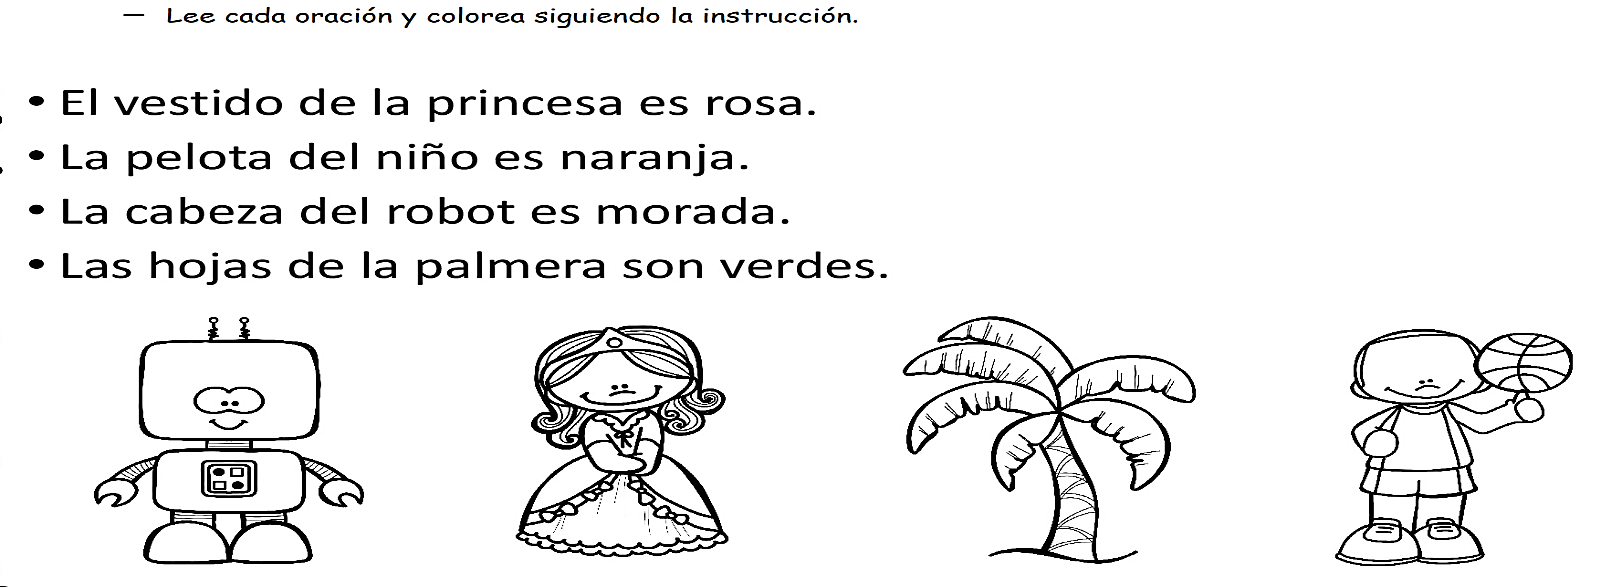 — Lee cada oración y colorea siguiendo la instrucción.
• El vestido de la princesa es rosa.
• La pelota del niño es naranja.
• La cabeza del robot es morada.
• Las hojas de la palmera son verdes.